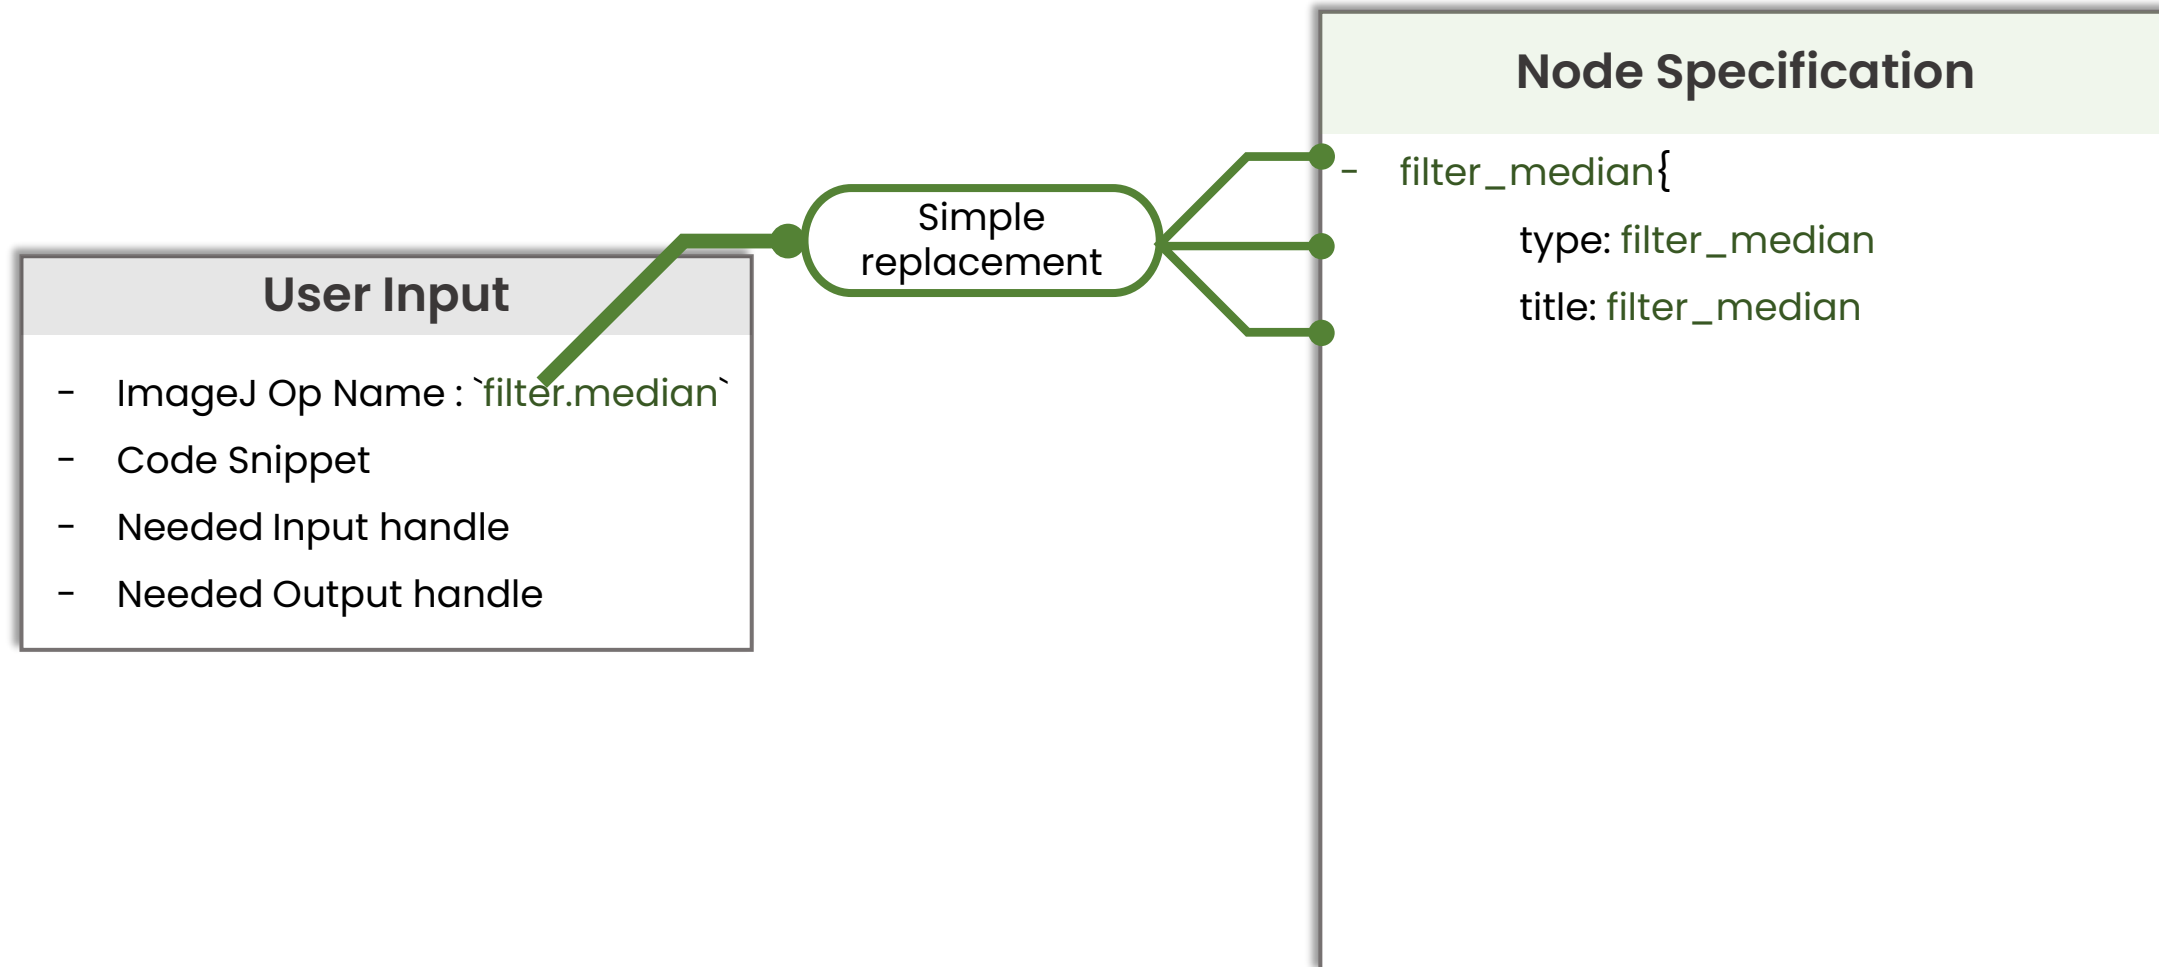 User Input
- ImageJ Op Name : `filter.median`
- Code Snippet
- Needed Input handle
- Needed Output handle
Simple
replacement
Node Specification
- filter_median{
type: filter_median
title: filter_median